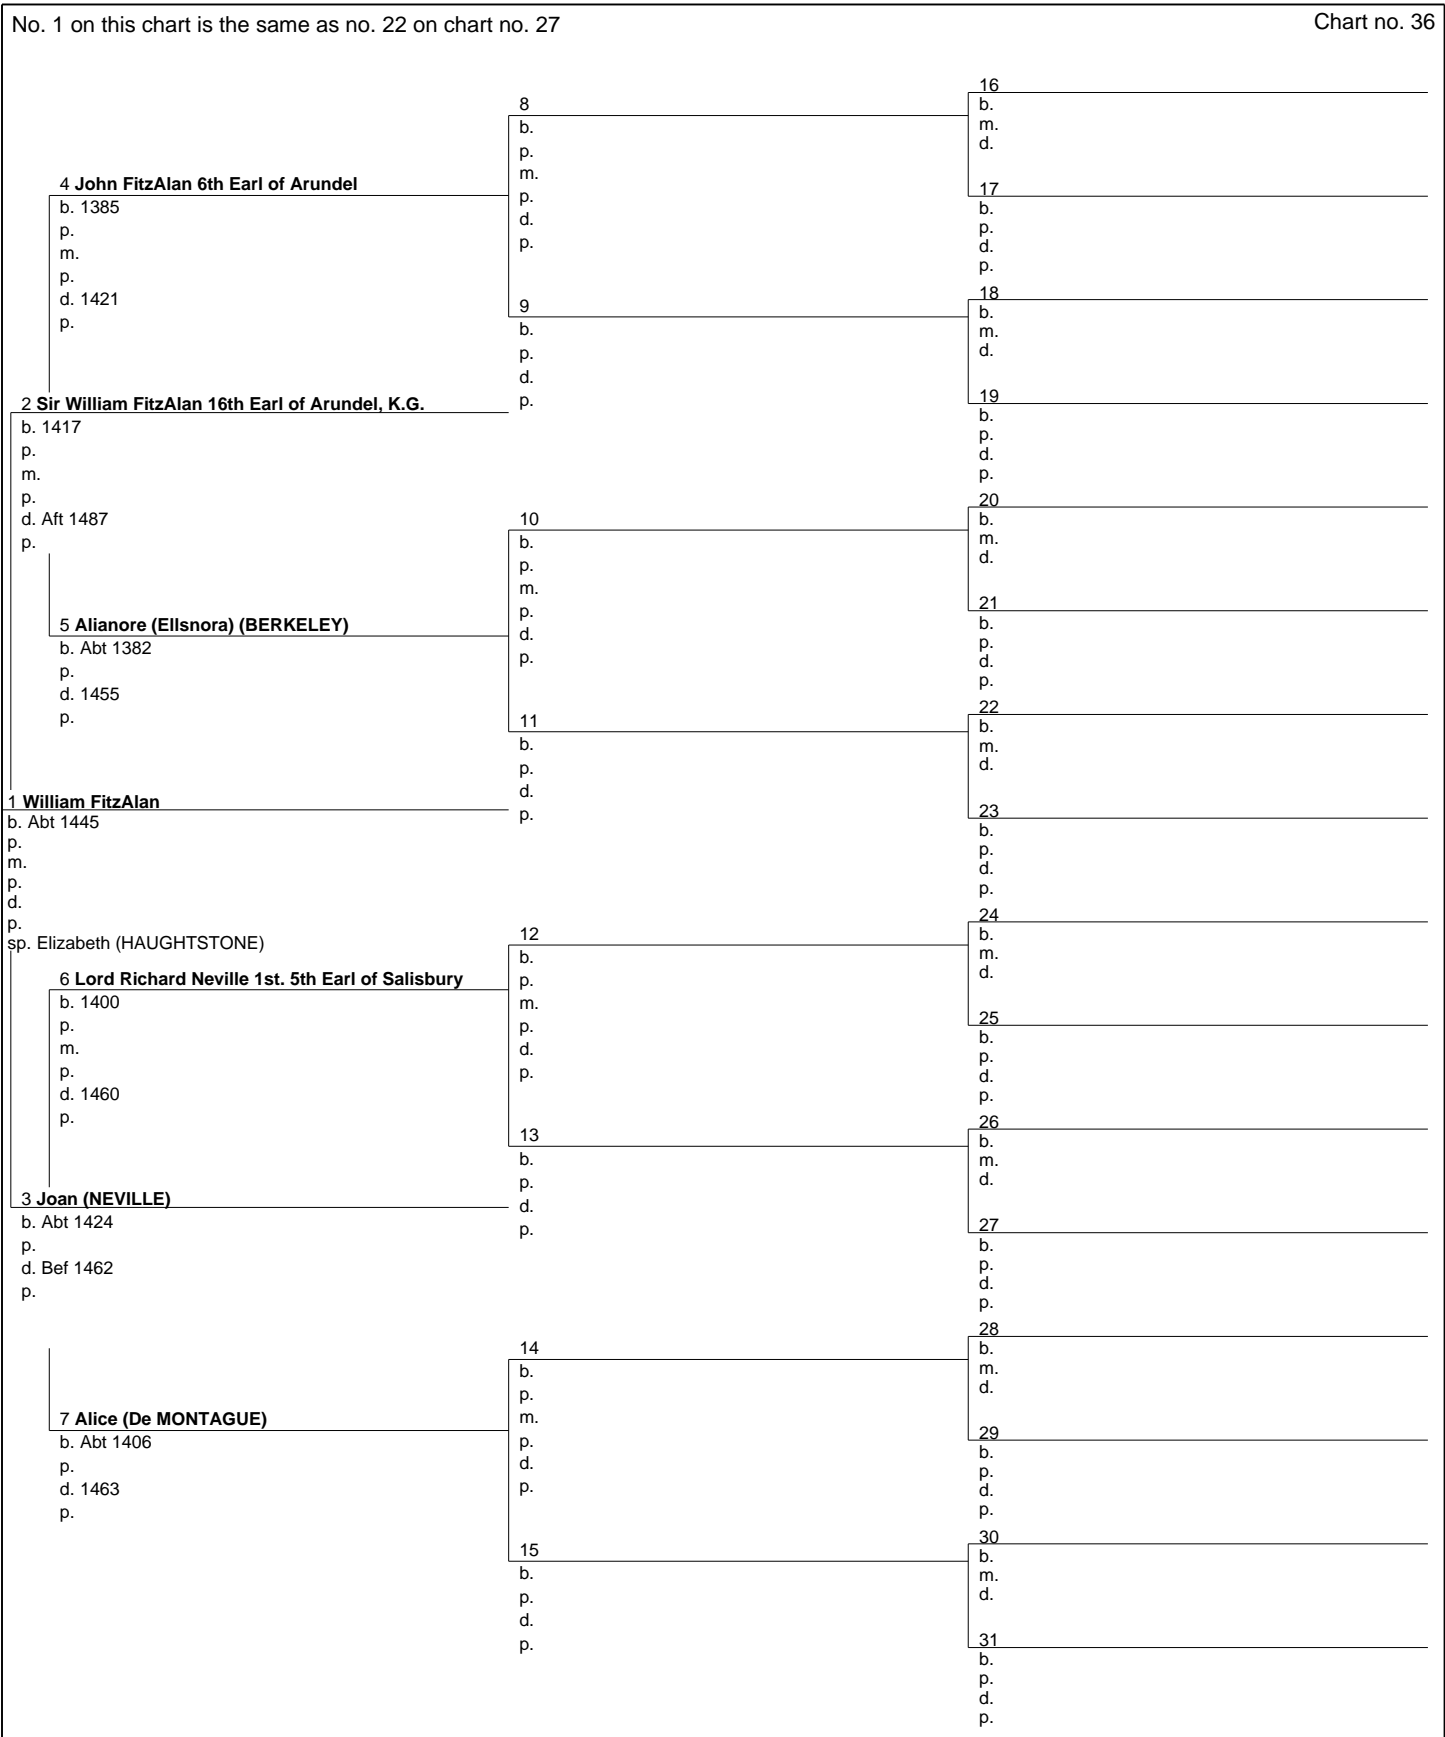 No. 1 on this chart is the same as no. 22 on chart no. 27
Chart no. 36
1 William FitzAlan
b. Abt 1445
p.
m.
p.
d.
p.
sp. Elizabeth (HAUGHTSTONE)
2 Sir William FitzAlan 16th Earl of Arundel, K.G.
b. 1417
p.
m.
p.
d. Aft 1487
p.
3 Joan (NEVILLE)
b. Abt 1424
p.
d. Bef 1462
p.
4 John FitzAlan 6th Earl of Arundel
b. 1385
p.
m.
p.
d. 1421
p.
5 Alianore (Ellsnora) (BERKELEY)
b. Abt 1382
p.
d. 1455
p.
6 Lord Richard Neville 1st. 5th Earl of Salisbury
b. 1400
p.
m.
p.
d. 1460
p.
7 Alice (De MONTAGUE)
b. Abt 1406
p.
d. 1463
p.
8
b.
p.
m.
p.
d.
p.
9
b.
p.
d.
p.
10
b.
p.
m.
p.
d.
p.
11
b.
p.
d.
p.
12
b.
p.
m.
p.
d.
p.
13
b.
p.
d.
p.
14
b.
p.
m.
p.
d.
p.
15
b.
p.
d.
p.
16
b.
m.
d.
17
b.
p.
d.
p.
18
b.
m.
d.
19
b.
p.
d.
p.
20
b.
m.
d.
21
b.
p.
d.
p.
22
b.
m.
d.
23
b.
p.
d.
p.
24
b.
m.
d.
25
b.
p.
d.
p.
26
b.
m.
d.
27
b.
p.
d.
p.
28
b.
m.
d.
29
b.
p.
d.
p.
30
b.
m.
d.
31
b.
p.
d.
p.